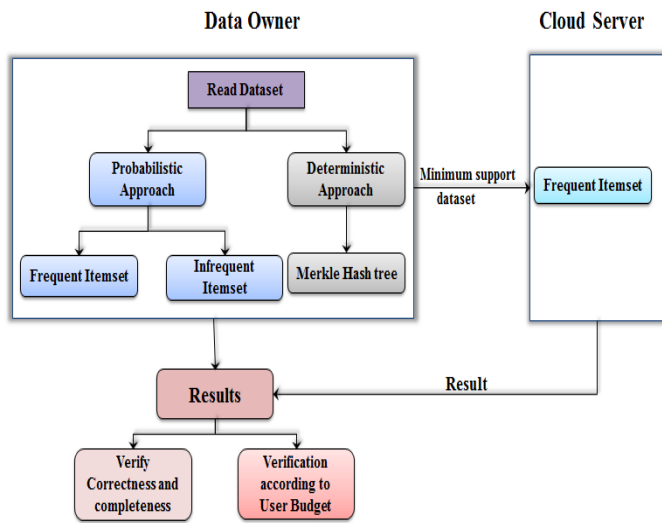 Data Owner
Cloud Server
Read Dataset
Probabilistic
Approach
Deterministic
Approach
Minimum support
dataset
Frequent Itemset
Frequent Itemset
Infrequent
Itemset
Merkle Hash tree
Results
Result
Verify
Correctness and
completeness
Verification
according to
User Budget